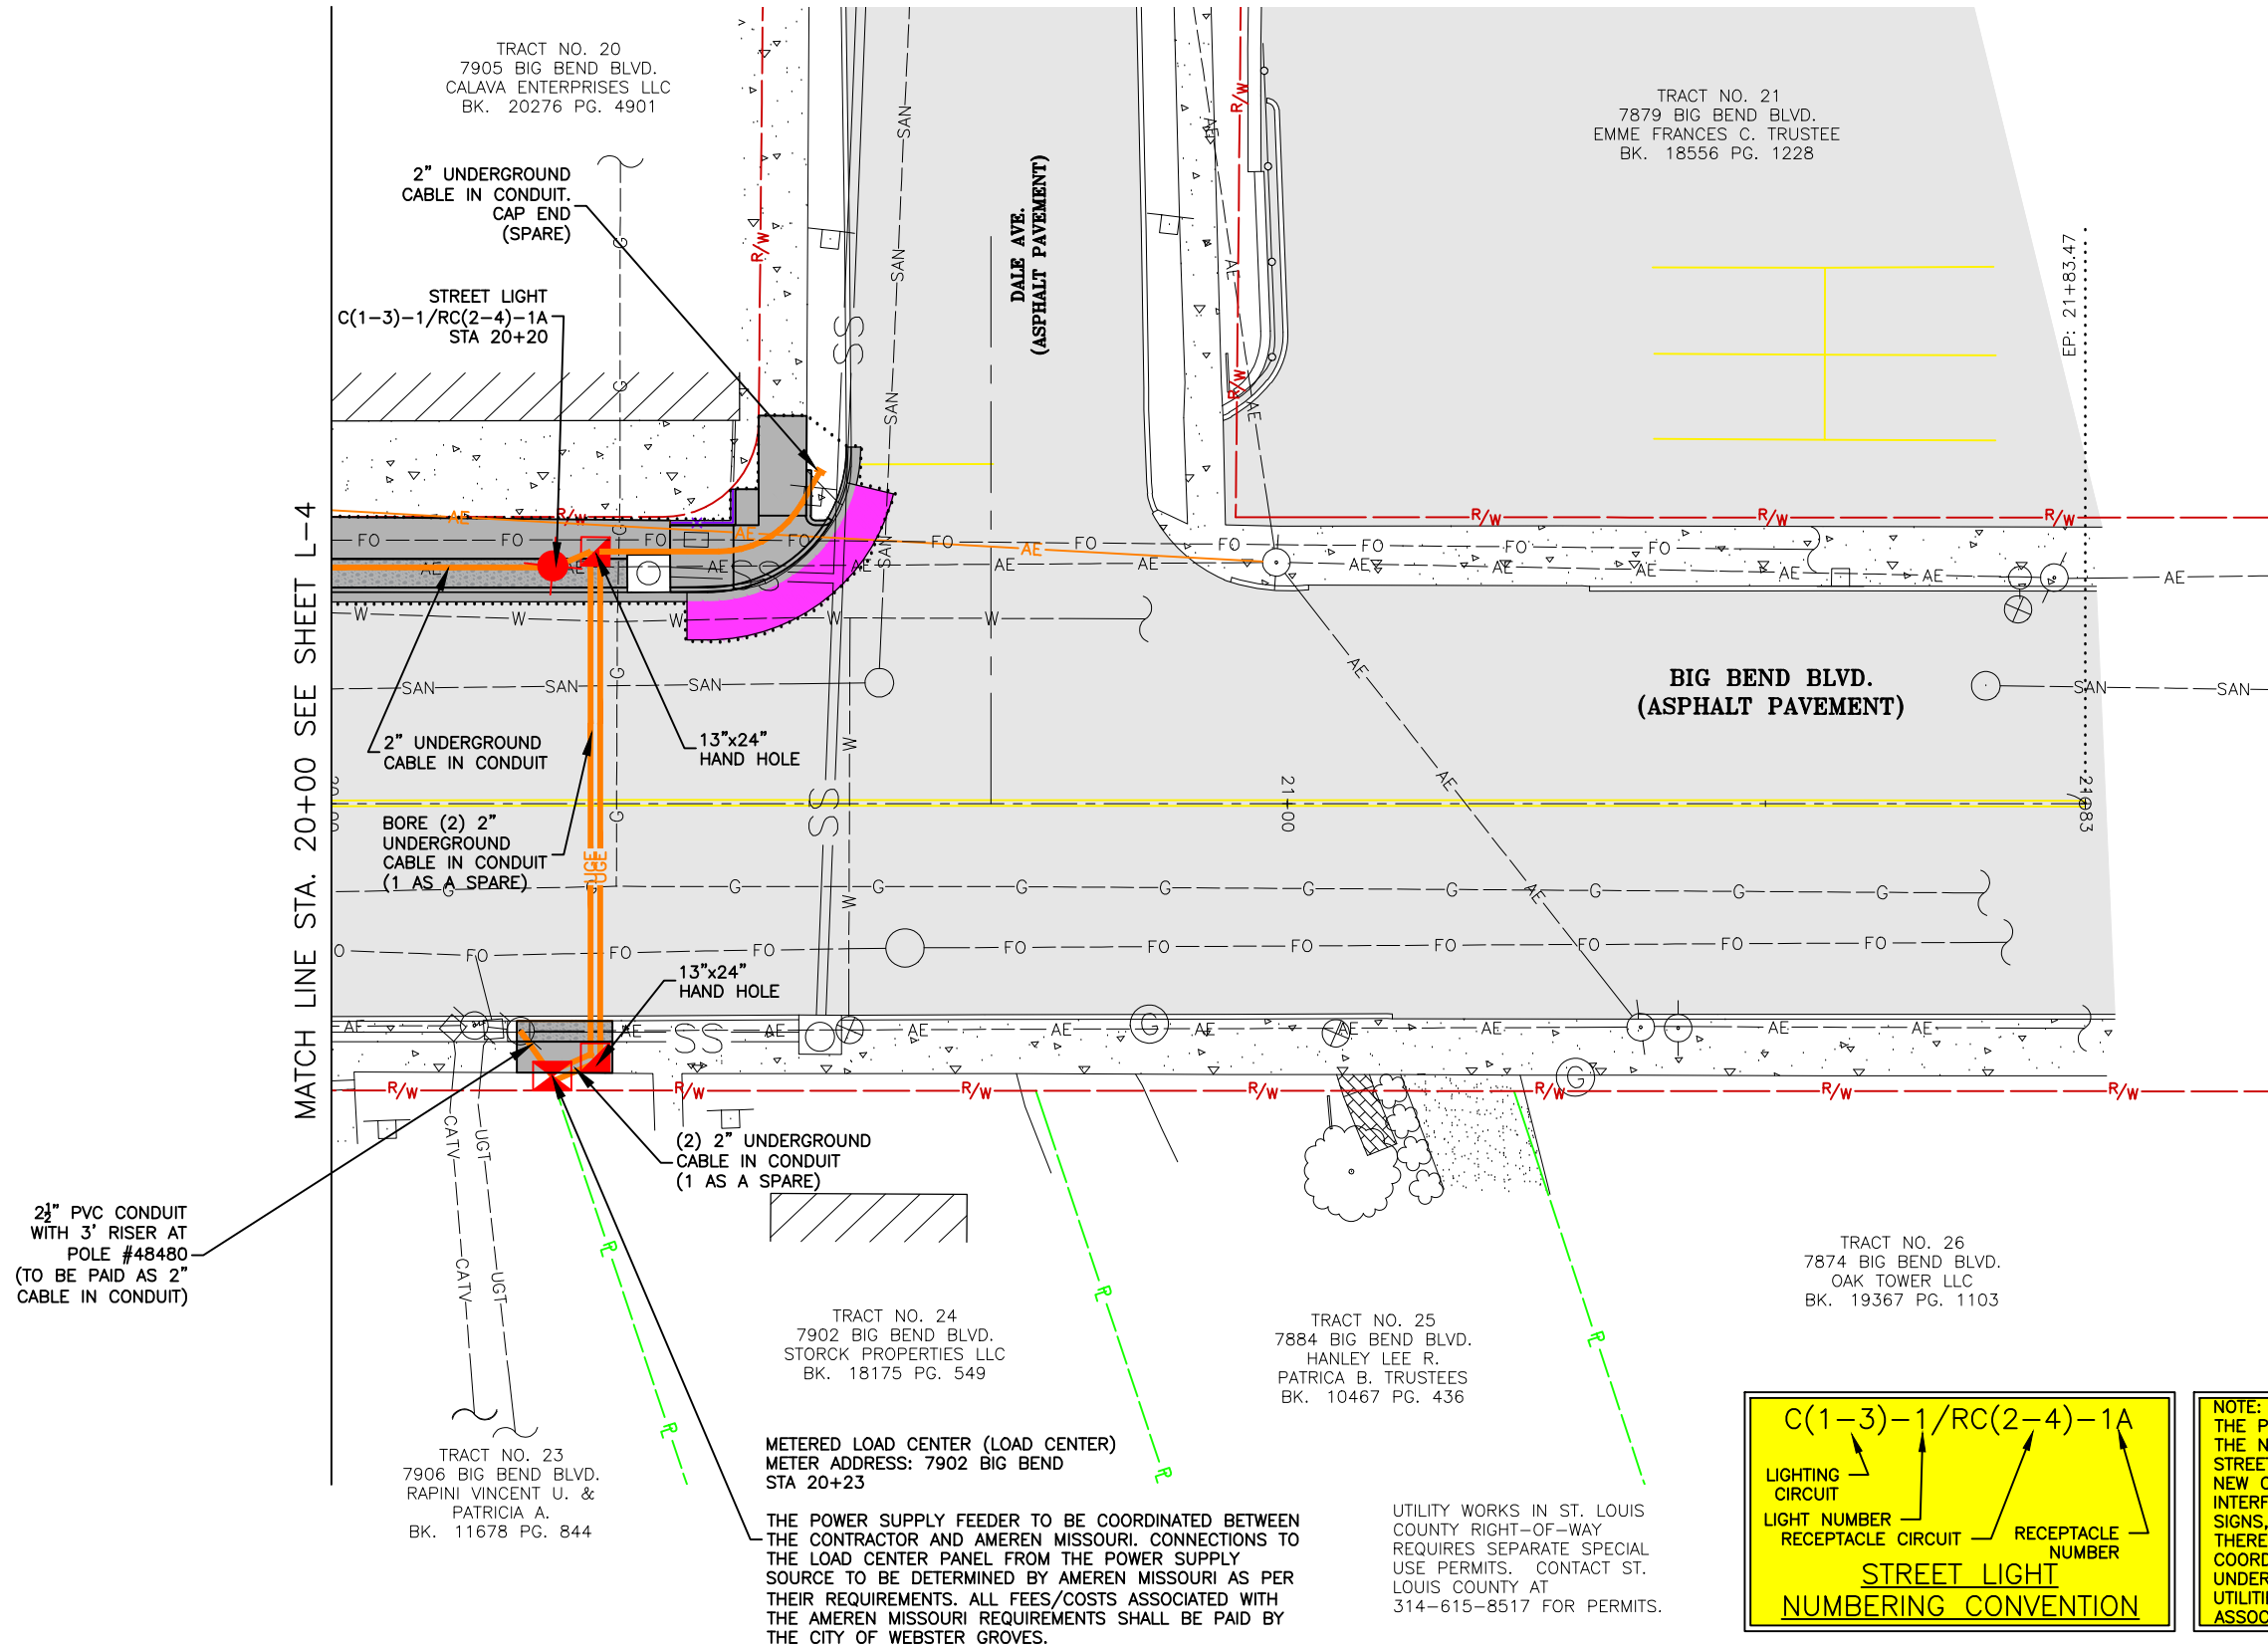 TRACT NO. 20
7905 BIG BEND BLVD.
CALAVA ENTERPRISES LLC
BK. 20276 PG. 4901
TRACT NO. 21
7879 BIG BEND BLVD.
EMME FRANCES C. TRUSTEE
BK. 18556 PG. 1228
2" UNDERGROUND
CABLE IN CONDUIT.
CAP END
(SPARE)
STREET LIGHT
C(1-3)-1/RC(2-4)-1A
STA 20+20
DALE AVE.
(ASPHALT PAVEMENT)
EP: 21+83.47
MATCH LINE STA. 20+00 SEE SHEET L-4
BIG BEND BLVD.
(ASPHALT PAVEMENT)
2" UNDERGROUND
CABLE IN CONDUIT
13"x24"
HAND HOLE
21+00
BORE (2) 2"
UNDERGROUND
CABLE IN CONDUIT
(1 AS A SPARE)
UGE
UGE
13"x24"
HAND HOLE
(2) 2" UNDERGROUND
CABLE IN CONDUIT
(1 AS A SPARE)
2½" PVC CONDUIT
WITH 3' RISER AT
POLE #48480
(TO BE PAID AS 2"
CABLE IN CONDUIT)
CATV
UGT
CATV
UGT
TRACT NO. 23
7906 BIG BEND BLVD.
RAPINI VINCENT U. &
PATRICIA A.
BK. 11678 PG. 844
TRACT NO. 24
7902 BIG BEND BLVD.
STORCK PROPERTIES LLC
BK. 18175 PG. 549
TRACT NO. 25
7884 BIG BEND BLVD.
HANLEY LEE R.
PATRICA B. TRUSTEES
BK. 10467 PG. 436
TRACT NO. 26
7874 BIG BEND BLVD.
OAK TOWER LLC
BK. 19367 PG. 1103
METERED LOAD CENTER (LOAD CENTER)
METER ADDRESS: 7902 BIG BEND
STA 20+23
THE POWER SUPPLY FEEDER TO BE COORDINATED BETWEEN
THE CONTRACTOR AND AMEREN MISSOURI. CONNECTIONS TO
THE LOAD CENTER PANEL FROM THE POWER SUPPLY
SOURCE TO BE DETERMINED BY AMEREN MISSOURI AS PER
THEIR REQUIREMENTS. ALL FEES/COSTS ASSOCIATED WITH
THE AMEREN MISSOURI REQUIREMENTS SHALL BE PAID BY
THE CITY OF WEBSTER GROVES.
UTILITY WORKS IN ST. LOUIS
COUNTY RIGHT-OF-WAY
REQUIRES SEPARATE SPECIAL
USE PERMITS. CONTACT ST.
LOUIS COUNTY AT
314-615-8517 FOR PERMITS.
C(1-3)-1/RC(2-4)-1A
LIGHTING
CIRCUIT
LIGHT NUMBER
RECEPTACLE CIRCUIT
RECEPTACLE
NUMBER
STREET LIGHT
NUMBERING CONVENTION
NOTE:
THE
THE